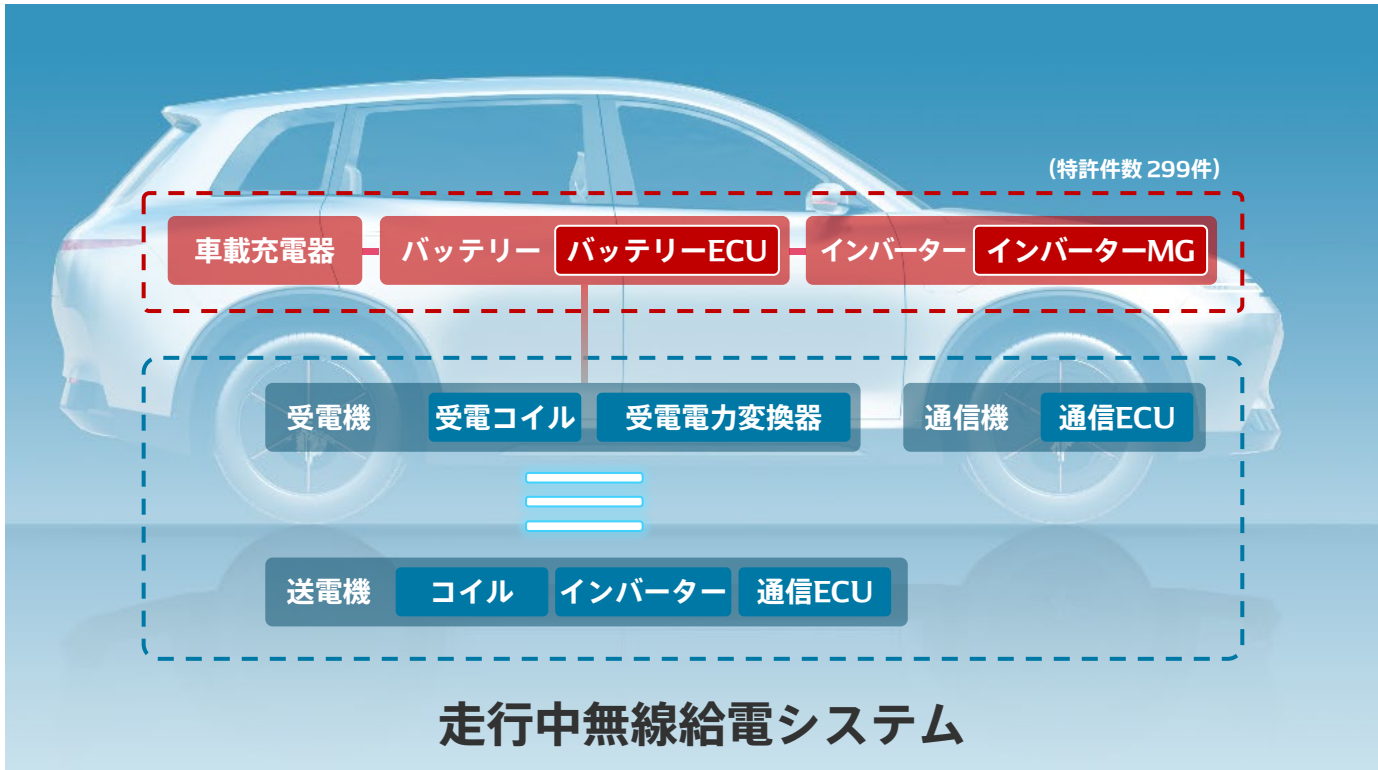 (特許件数 299件)
車載充電器 バッテリー バッテリーECU インバーター インバーターMG
受電機 受電コイル 受電電力変換器 通信機 通信ECU
送電機 コイル インバーター 通信ECU
走行中無線給電システム